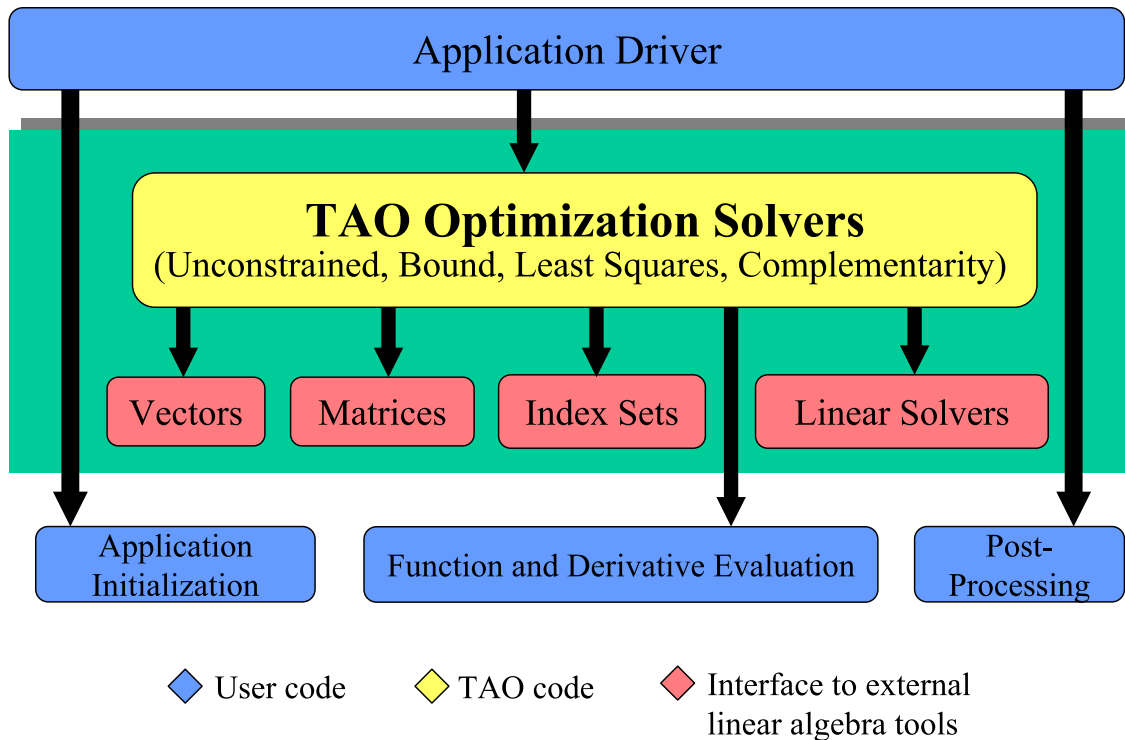 Application Driver
TAO Optimization Solvers
(Unconstrained, Bound, Least Squares, Complementarity)
Vectors
Matrices
Index Sets
Linear Solvers
Application
Initialization
Function and Derivative Evaluation
Post-
Processing
User code
TAO code
Interface to external
linear algebra tools